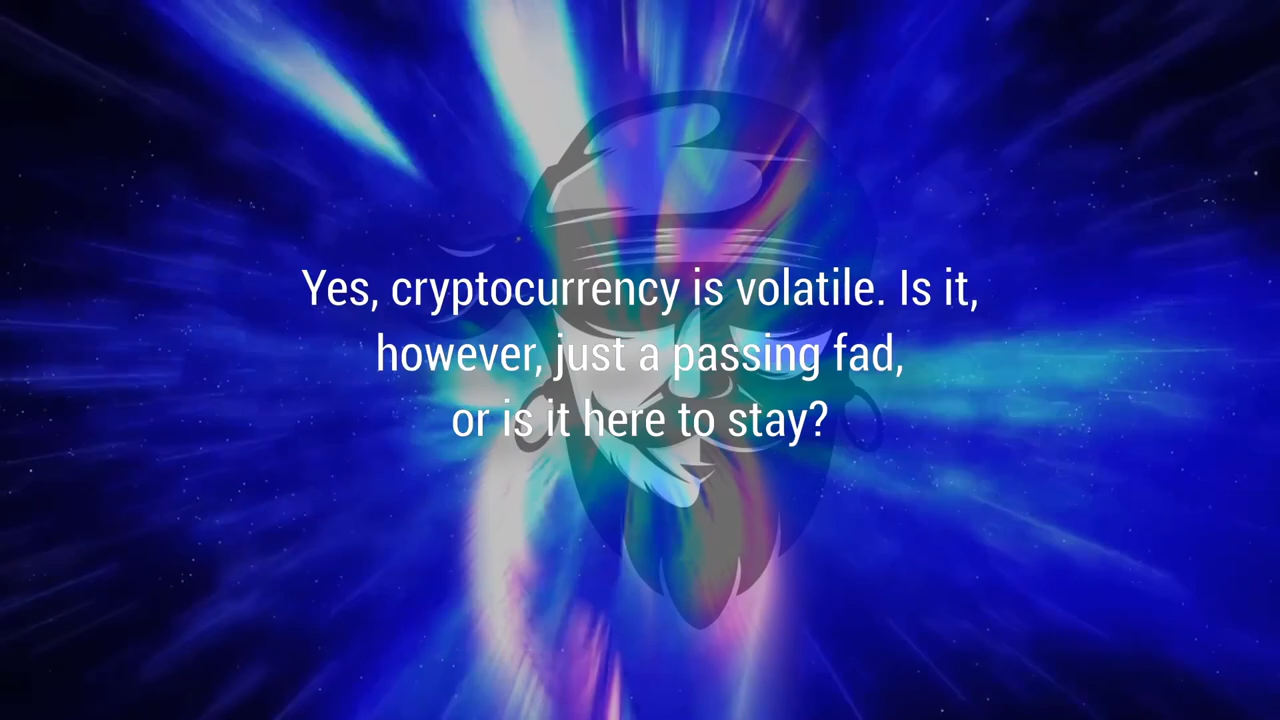 Yes, cryptocurrency is volatile. Is it,
however, just a passing fad,
or is it here to stay?